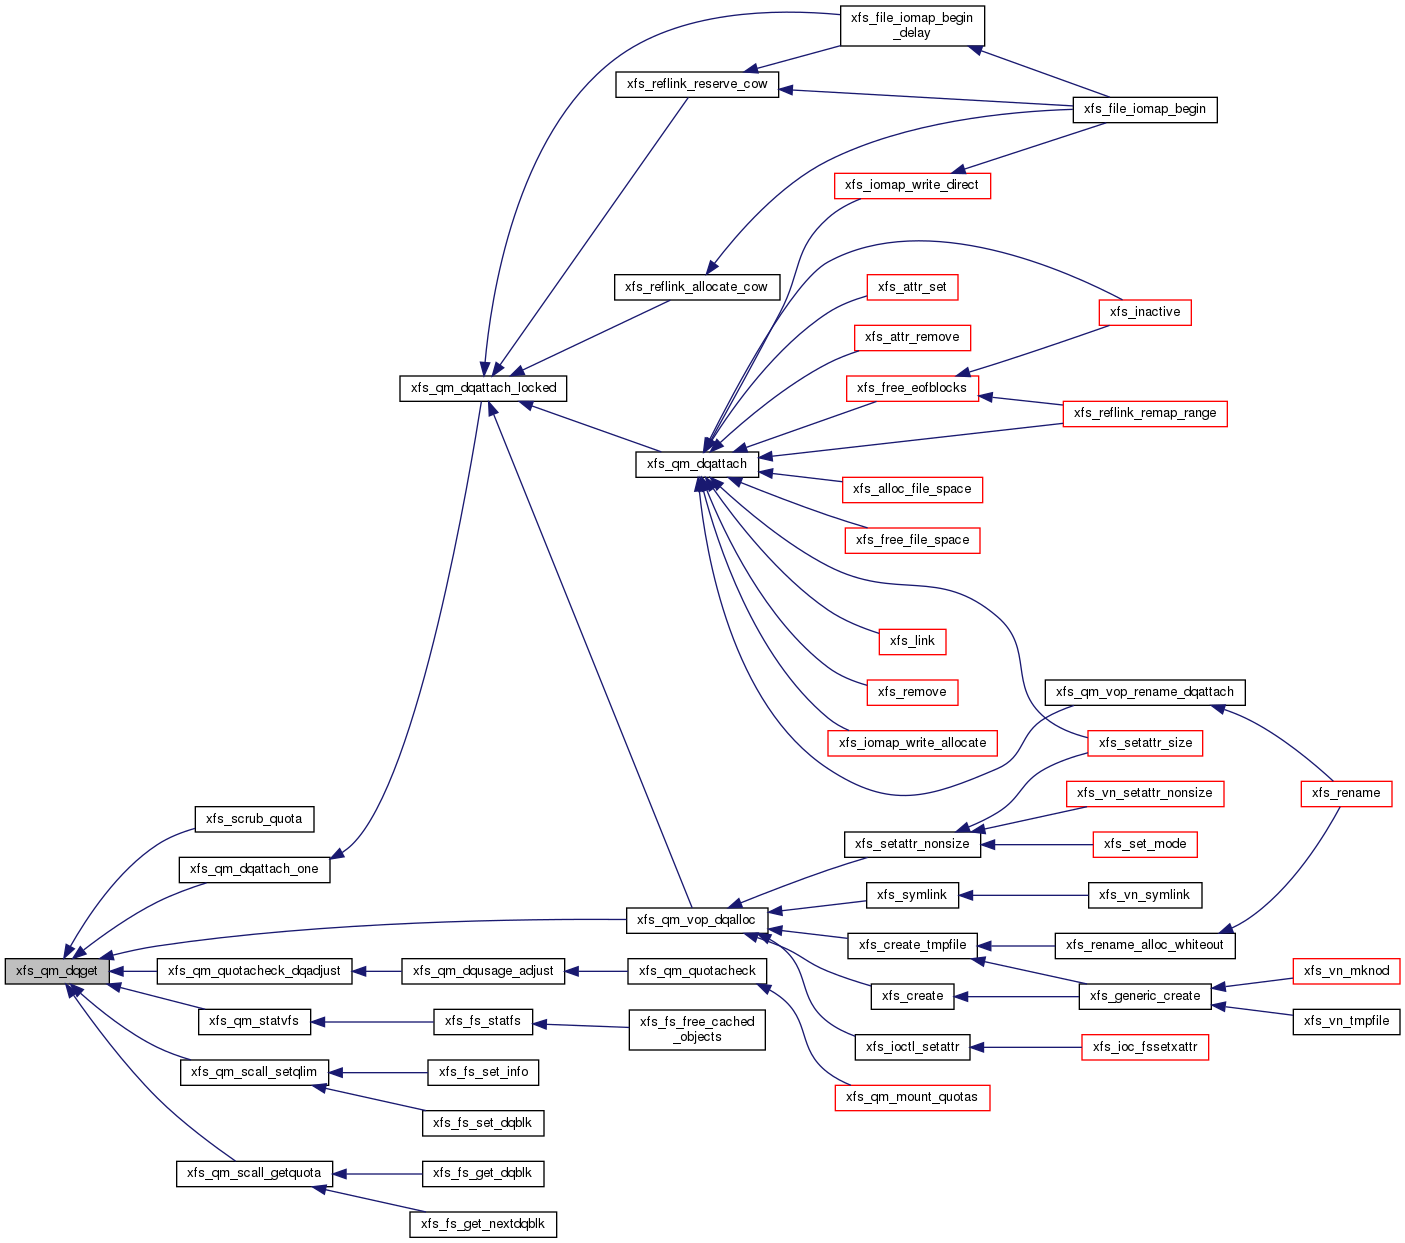 xfs_file_iomap_begin
_delay
xfs_reflink_reserve_cow
xfs_file_iomap_begin
xfs_iomap_write_direct
xfs_reflink_allocate_cow
xfs_attr_set
xfs_inactive
xfs_attr_remove
xfs_qm_dqattach_locked
xfs_free_eofblocks
xfs_reflink_remap_range
xfs_qm_dqattach
xfs_alloc_file_space
xfs_free_file_space
xfs_link
xfs_remove
xfs_qm_vop_rename_dqattach
xfs_iomap_write_allocate
xfs_setattr_size
xfs_vn_setattr_nonsize
xfs_rename
xfs_scrub_quota
xfs_setattr_nonsize
xfs_set_mode
xfs_qm_dqattach_one
xfs_symlink
xfs_vn_symlink
xfs_qm_vop_dqalloc
xfs_create_tmpfile
xfs_rename_alloc_whiteout
xfs_qm_dqget
xfs_qm_quotacheck_dqadjust
xfs_qm_dqusage_adjust
xfs_qm_quotacheck
xfs_vn_mknod
xfs_create
xfs_generic_create
xfs_qm_statvfs
xfs_fs_statfs
xfs_fs_free_cached
_objects
xfs_vn_tmpfile
xfs_ioctl_setattr
xfs_ioc_fssetxattr
xfs_qm_scall_setqlim
xfs_fs_set_info
xfs_qm_mount_quotas
xfs_fs_set_dqblk
xfs_qm_scall_getquota
xfs_fs_get_dqblk
xfs_fs_get_nextdqblk